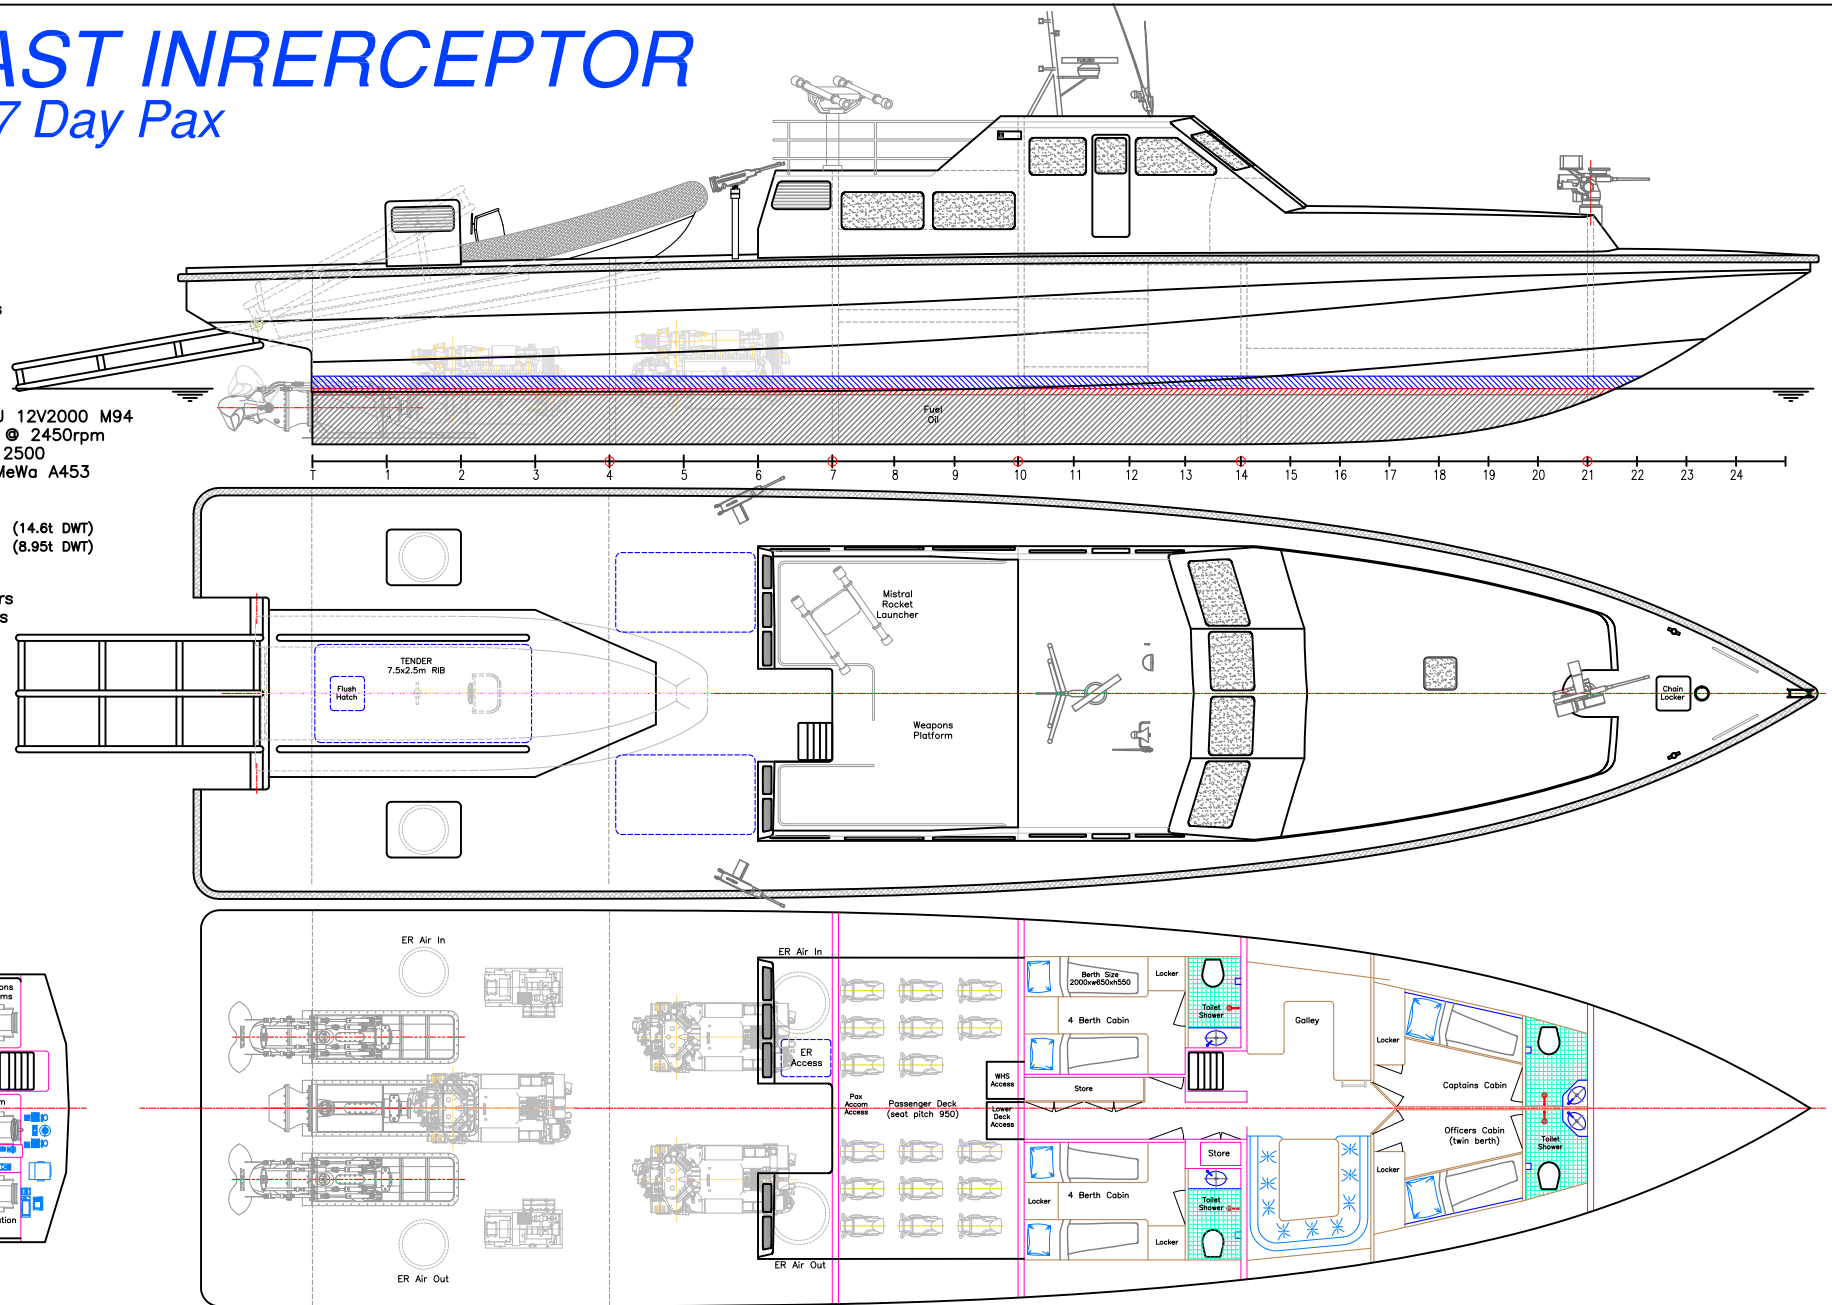 AST INRERCEPTOR
7 Day Pax
s
J 12V2000 M94
@ 2450rpm
2500
MeWa A453
(14.6t DWT)
(8.95t DWT)
rs
s
FURUNO
Fuel
Oil
T 1 2 3 4 5 6 7 8 9 10 11 12 13 14 15 16 17 18 19 20 21 22 23 24
Mistral
Rocket
Launcher
TENDER
7.5x2.5m RIB
Flush
Hatch
Weapons
Platform
Chain
Locker
ER Air In
ER Air In
ER
Access
ER Air Out
ER Air Out
Pax
Accom
Access
Passenger Deck
(seat pitch 950)
WHS
Access
Lower
Deck
Access
Berth Size
2000xw650xh550
Locker
Toilet
Shower
4 Berth Cabin
Store
Galley
Locker
Captains Cabin
Officers Cabin
(twin berth)
Toilet
Shower
Locker
Store
4 Berth Cabin
Locker
Toilet
Shower
Locker
ons
ms
m
ation